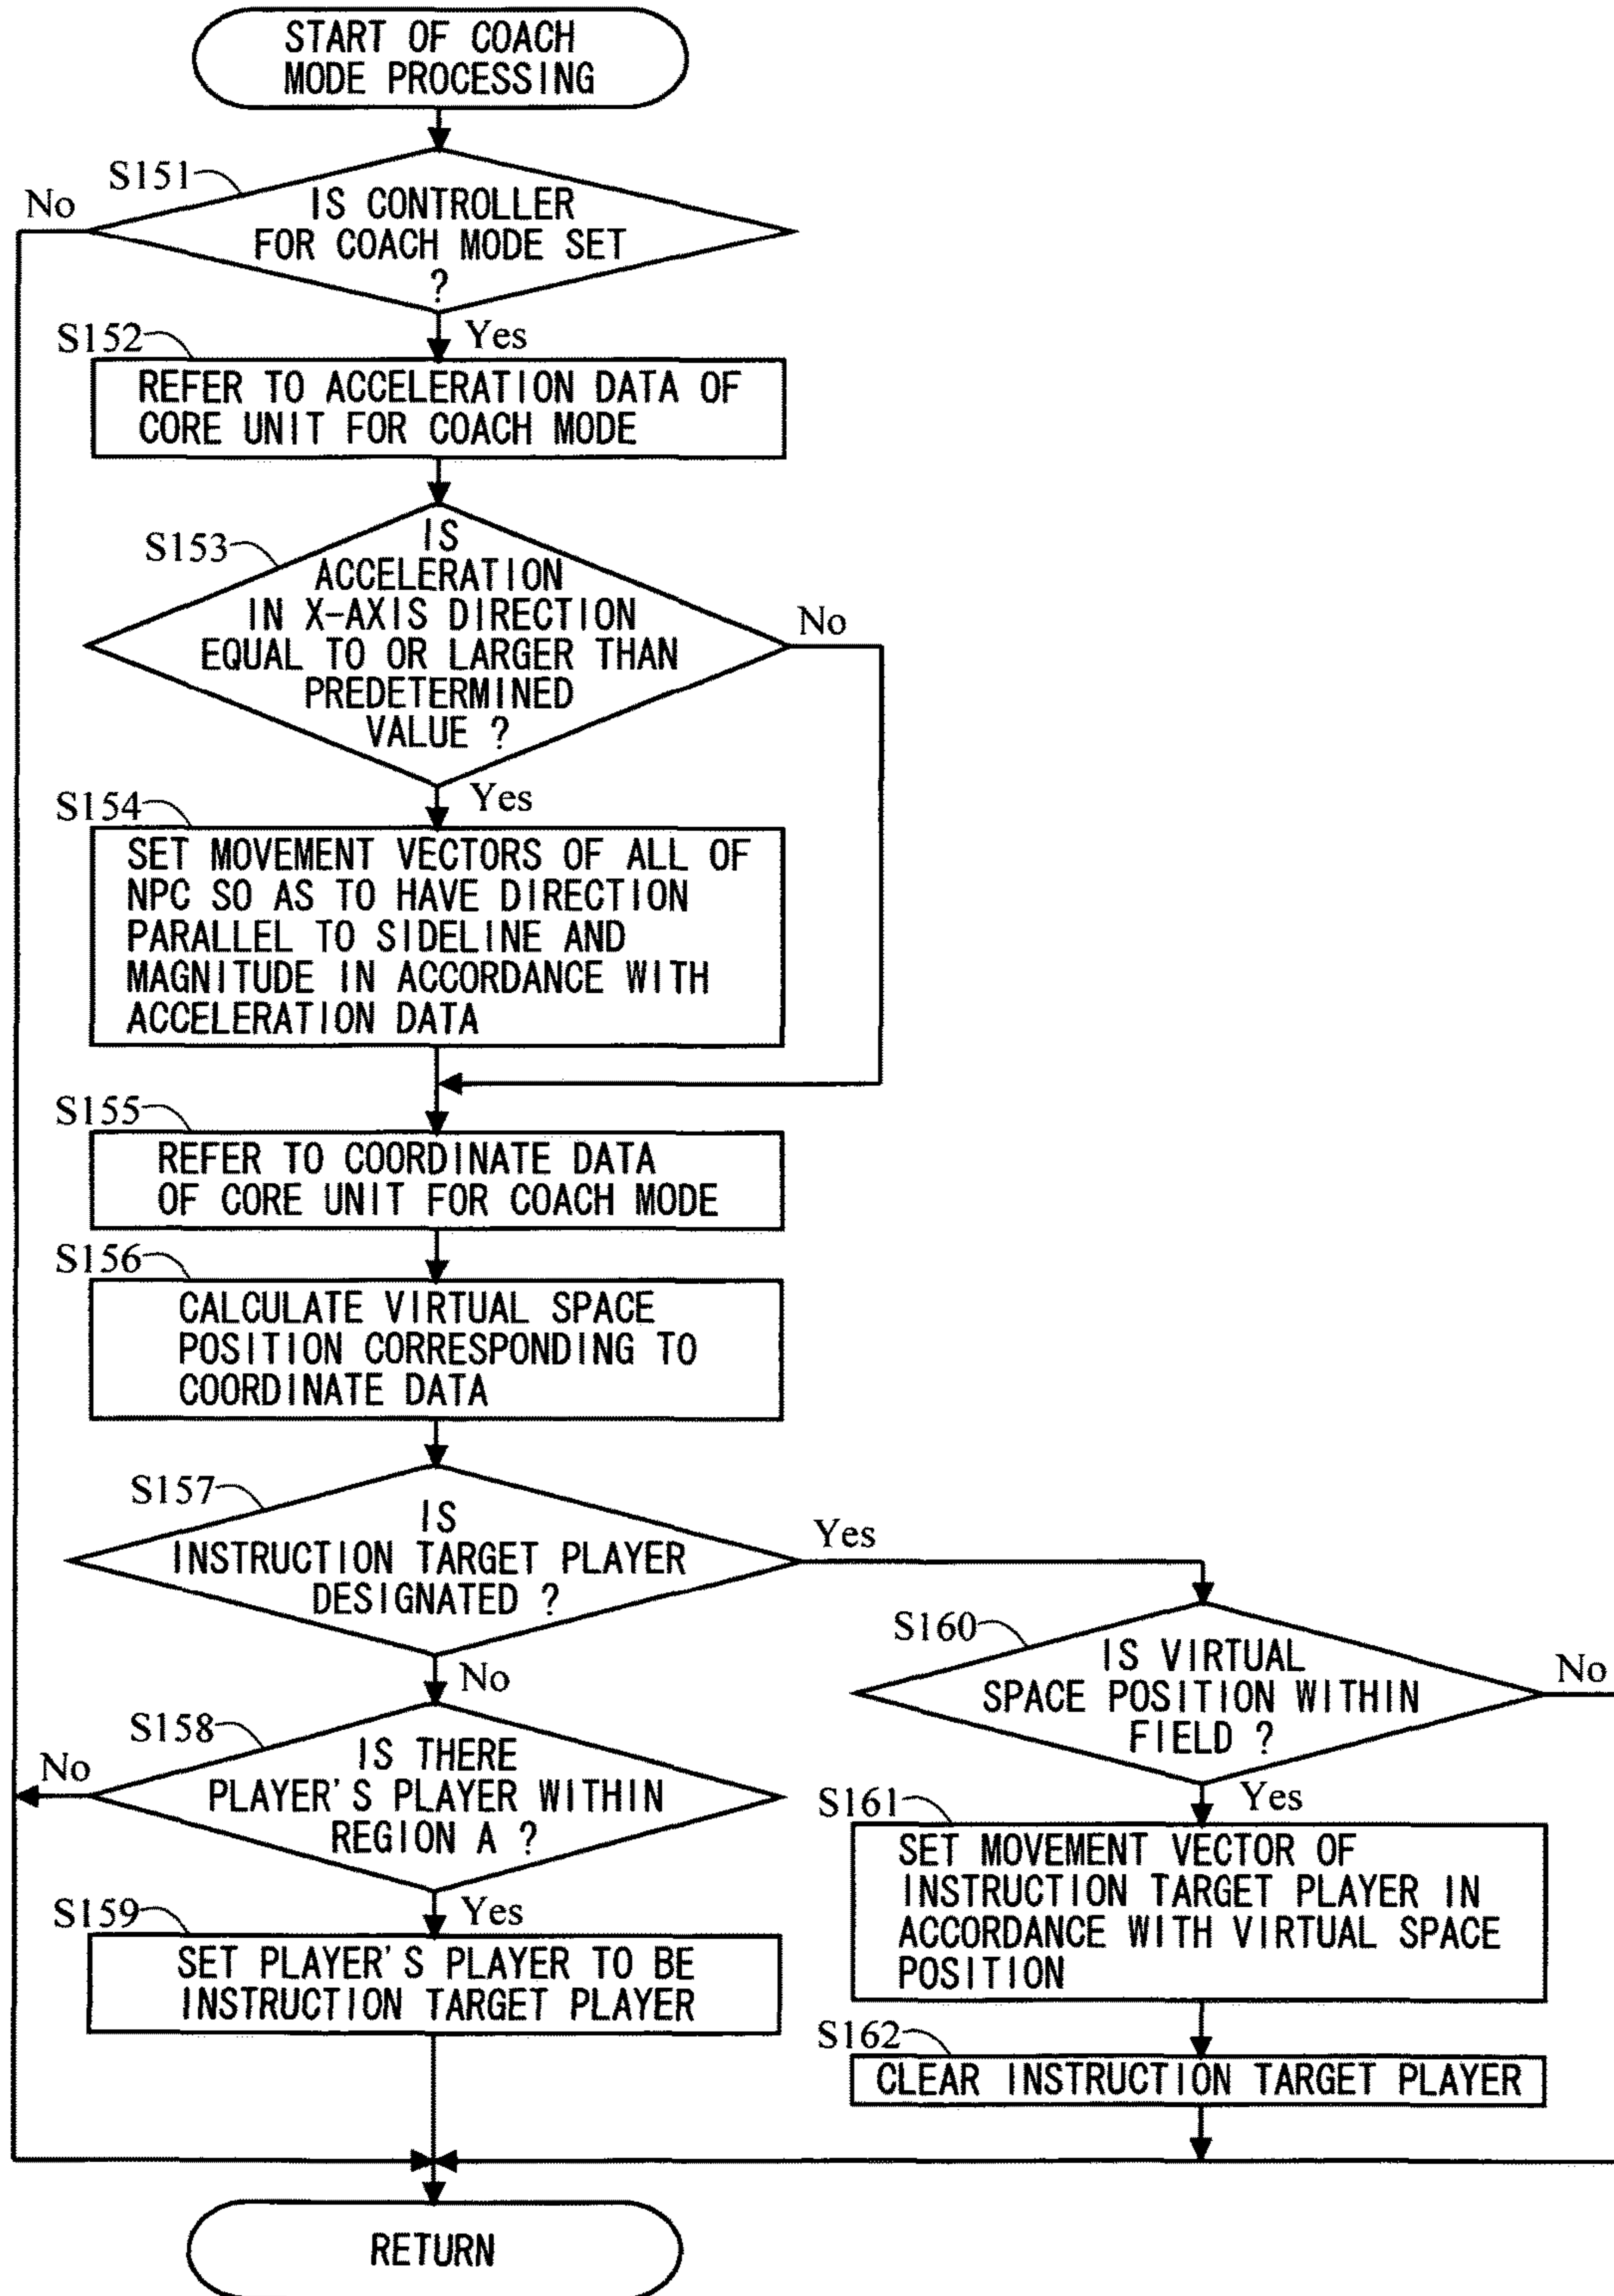 START OF COACH
MODE PROCESSING
S151
No
IS CONTROLLER
FOR COACH MODE SET
?
Yes
S152
REFER TO ACCELERATION DATA OF
CORE UNIT FOR COACH MODE
S153
IS
ACCELERATION
IN X-AXIS DIRECTION
EQUAL TO OR LARGER THAN
PREDETERMINED
VALUE ?
No
Yes
S154
SET MOVEMENT VECTORS OF ALL OF
NPC SO AS TO HAVE DIRECTION
PARALLEL TO SIDELINE AND
MAGNITUDE IN ACCORDANCE WITH
ACCELERATION DATA
S155
REFER TO COORDINATE DATA
OF CORE UNIT FOR COACH MODE
S156
CALCULATE VIRTUAL SPACE
POSITION CORRESPONDING TO
COORDINATE DATA
S157
IS
INSTRUCTION TARGET PLAYER
DESIGNATED ?
Yes
No
S158
No
IS THERE
PLAYER'S PLAYER WITHIN
REGION A ?
Yes
S159
SET PLAYER'S PLAYER TO BE
INSTRUCTION TARGET PLAYER
S160
IS VIRTUAL
SPACE POSITION WITHIN
FIELD ?
No
Yes
S161
SET MOVEMENT VECTOR OF
INSTRUCTION TARGET PLAYER IN
ACCORDANCE WITH VIRTUAL SPACE
POSITION
S162
CLEAR INSTRUCTION TARGET PLAYER
RETURN